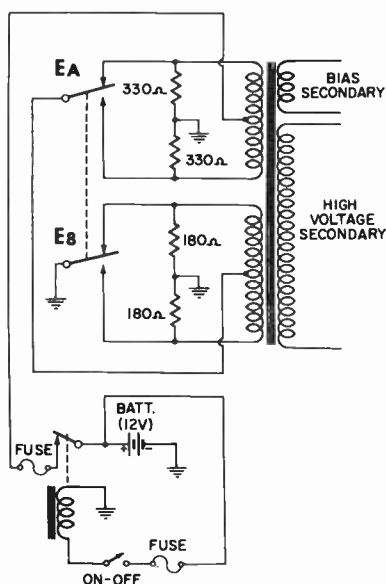 EA
330Ω
330Ω
BIAS
SECONDARY
HIGH
VOLTAGE
SECONDARY
EB
180Ω
180Ω
BATT.
(12V)
+ -
FUSE
FUSE
ON-OFF